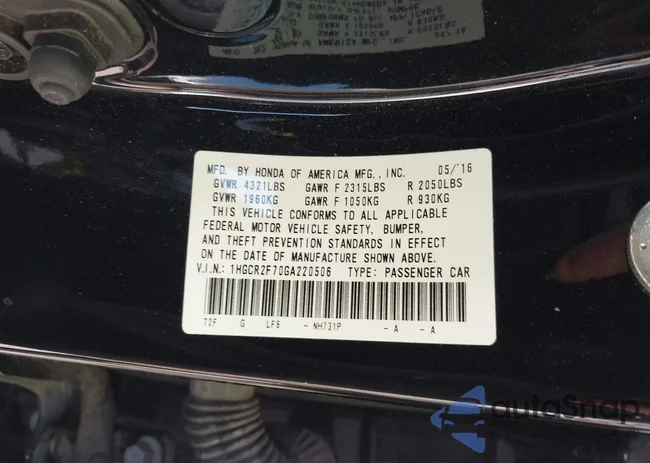 MFD. BY HONDA OF AMERICA MFG., INC. 05/'16
GVWR 4321LBS GAWR F 2315LBS R 2050LBS
GVWR 1960KG GAWR F 1050KG R 930KG
THIS VEHICLE CONFORMS TO ALL APPLICABLE
FEDERAL MOTOR VEHICLE SAFETY, BUMPER,
AND THEFT PREVENTION STANDARDS IN EFFECT
ON THE DATE OF MANUFACTURE SHOWN ABOVE.
V.I.N.: 1HGCR2F70GA220506 TYPE: PASSENGER CAR
T2F G LFS - NH731P - A - A
autoSnap